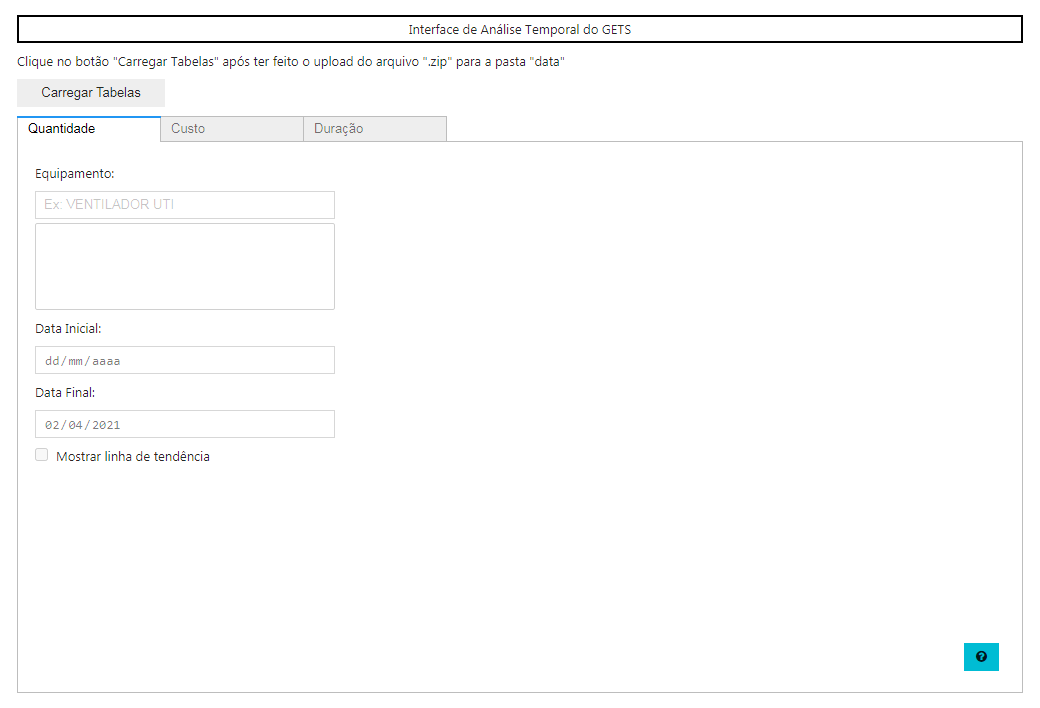 Interface de Análise Temporal do GETS
Clique no botão "Carregar Tabelas" após ter feito o upload do arquivo ".zip" para a pasta "data"
Carregar Tabelas
Quantidade
Custo
Duração
Equipamento:
Ex: VENTILADOR UTI
Data Inicial:
dd/mm/aaaa
Data Final:
02/04/2021
Mostrar linha de tendência
?